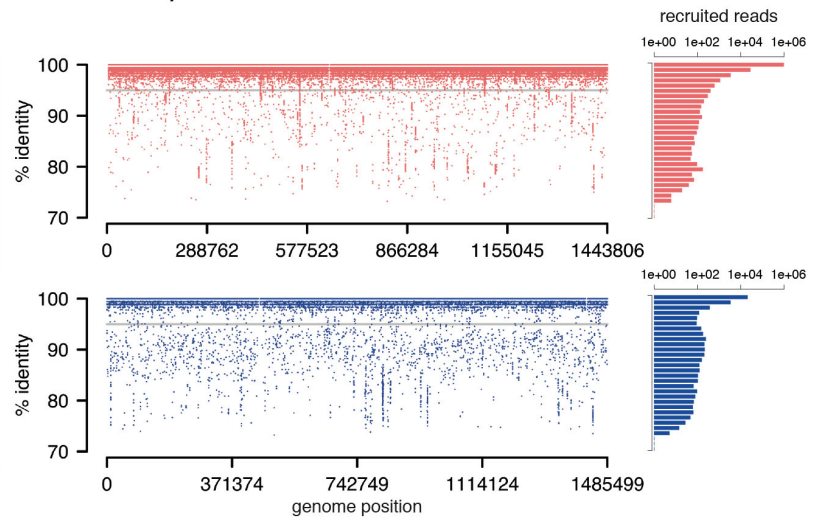 recruited reads
1e+00 1e+02 1e+04 1e+06
% identity
100
90
80
70
0 288762 577523 866284 1155045 1443806
1e+00 1e+02 1e+04 1e+06
% identity
100
90
80
70
0 371374 742749 1114124 1485499
genome position